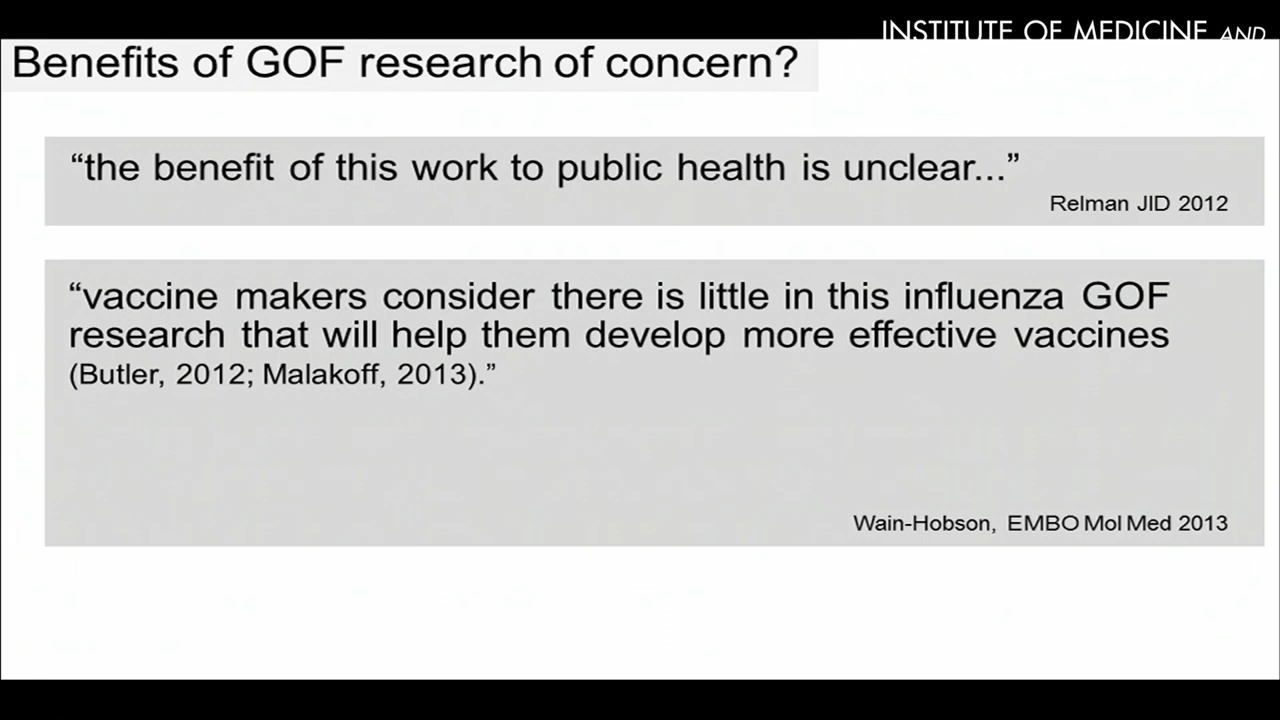 INSTITUTE OF MEDICINE AND
Benefits of GOF research of concern?
“the benefit of this work to public health is unclear...”
Relman JID 2012
“vaccine makers consider there is little in this influenza GOF
research that will help them develop more effective vaccines
(Butler, 2012; Malakoff, 2013).”
Wain-Hobson, EMBO Mol Med 2013